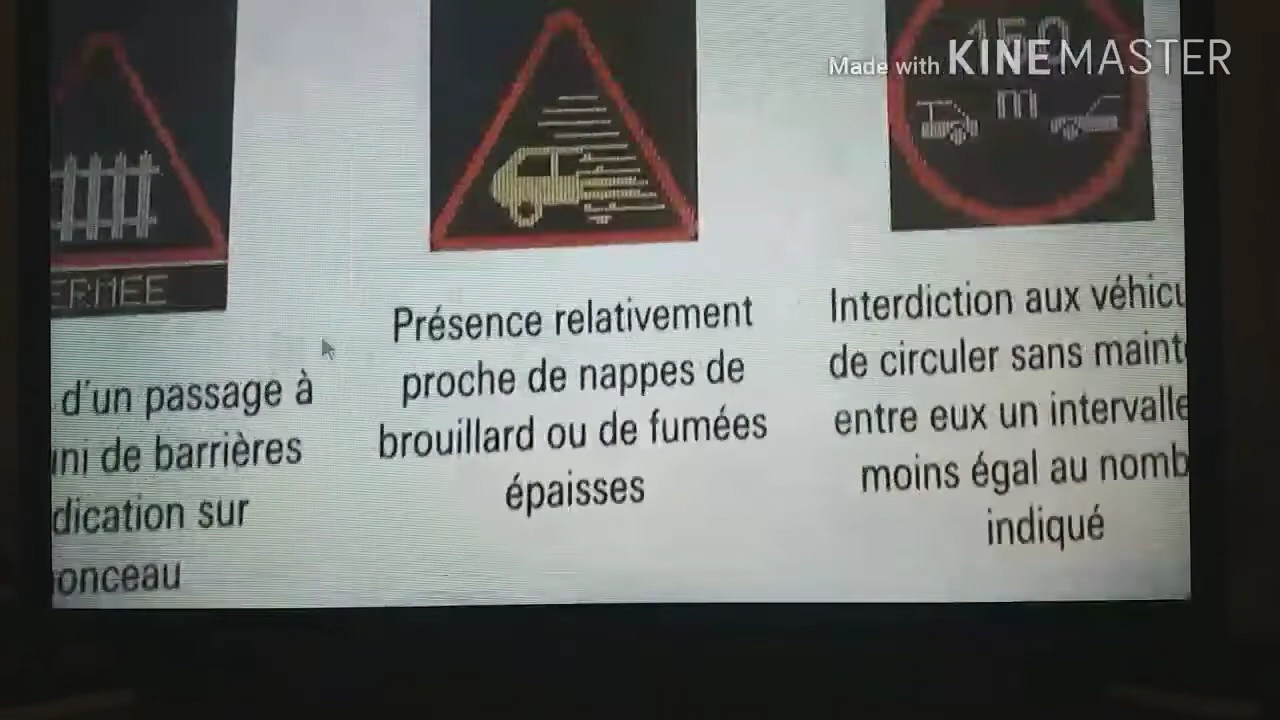 150
m
Made with KINEMASTER
ERMEE
d'un passage à
ni de barrières
dication sur
onceau
Présence relativement
proche de nappes de
brouillard ou de fumées
épaisses
Interdiction aux véhicu
de circuler sans maint
entre eux un intervalle
moins égal au nomb
indiqué